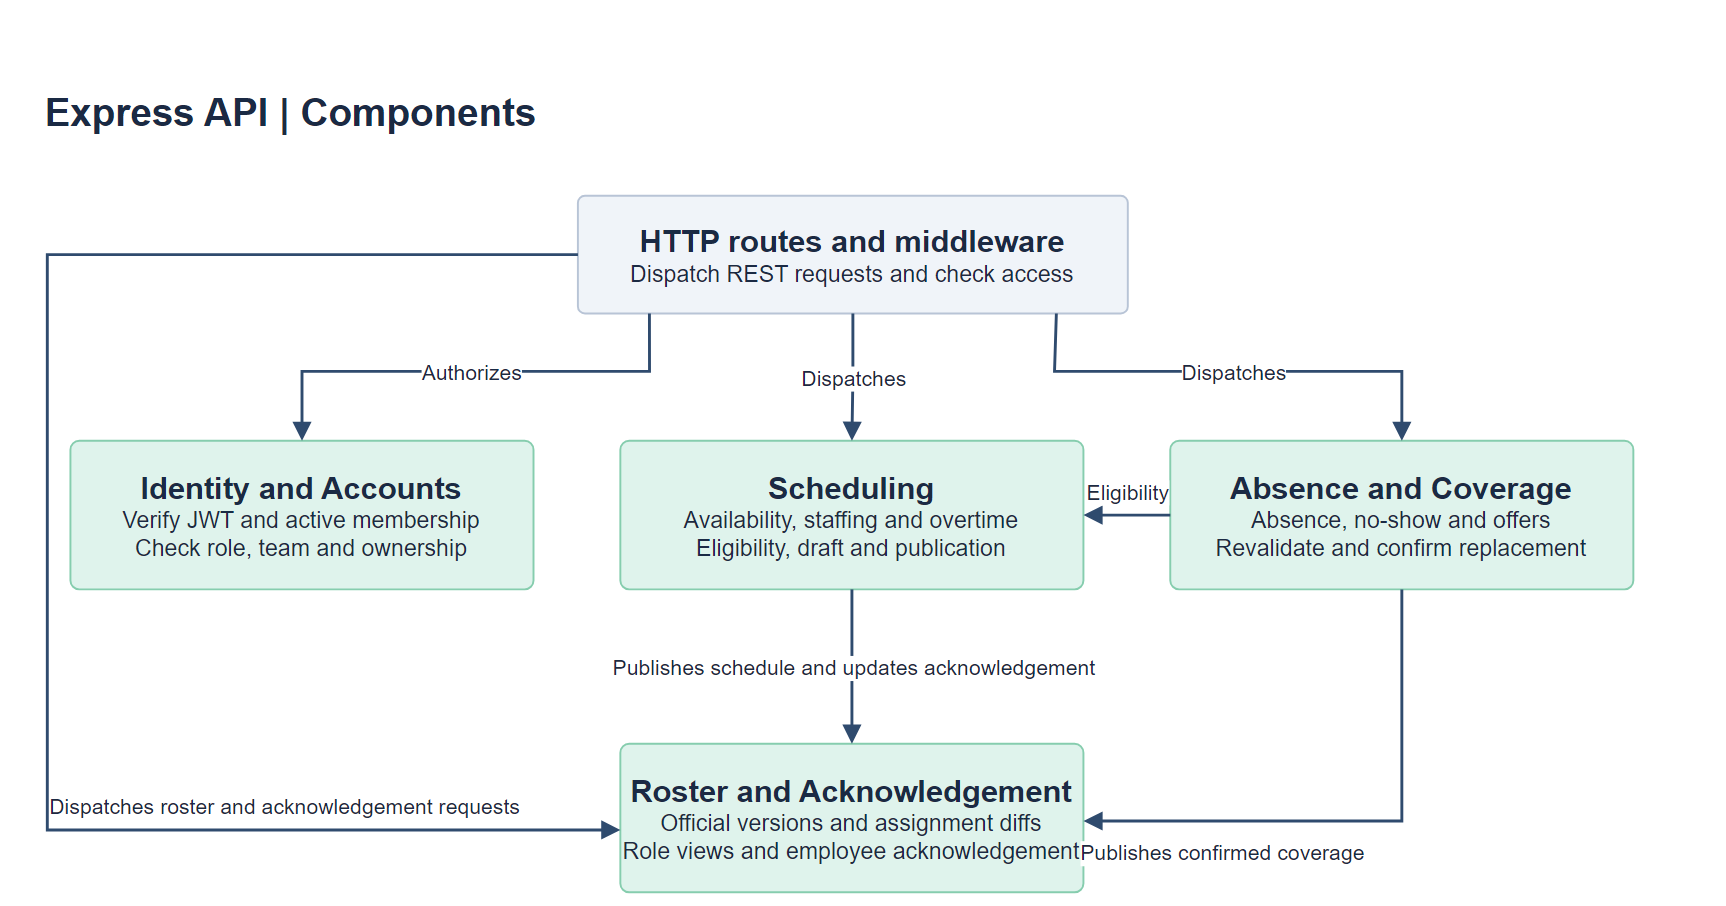 Express API | Components
HTTP routes and middleware
Dispatch REST requests and check access
Authorizes
Dispatches
Dispatches
Identity and Accounts
Verify JWT and active membership
Check role, team and ownership
Scheduling
Availability, staffing and overtime
Eligibility, draft and publication
Eligibility
Absence and Coverage
Absence, no-show and offers
Revalidate and confirm replacement
Publishes schedule and updates acknowledgement
Dispatches roster and acknowledgement requests
Roster and Acknowledgement
Official versions and assignment diffs
Role views and employee acknowledgement
Publishes confirmed coverage